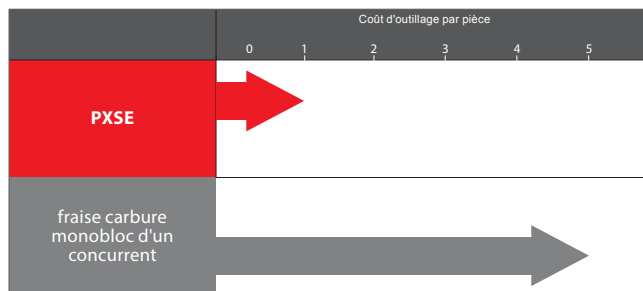 Coût d'outillage par pièce
0 1 2 3 4 5
PXSE
fraise carbure
monobloc d'un
concurrent